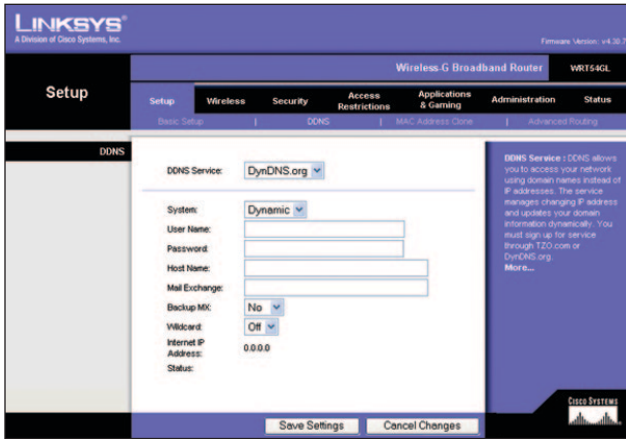 LINKSYS®
A Division of Cisco Systems, Inc.
Firmware Version: v4.30.7
Wireless-G Broadband Router WRT54GL
Setup
Setup Wireless Security Access Restrictions Applications & Gaming Administration Status
Basic Setup | DDNS | MAC Address Clone | Advanced Routing
DDNS
DDNS Service: DynDNS.org
System: Dynamic
User Name:
Password:
Host Name:
Mail Exchange:
Backup MX: No
Wildcard: Off
Internet IP
Address: 0.0.0.0
Status:
DDNS Service : DDNS allows
you to access your network
using domain names instead of
IP addresses. The service
manages changing IP address
and updates your domain
information dynamically. You
must sign up for service
through TZO.com or
DynDNS.org.
More...
Save Settings Cancel Changes
CISCO SYSTEMS